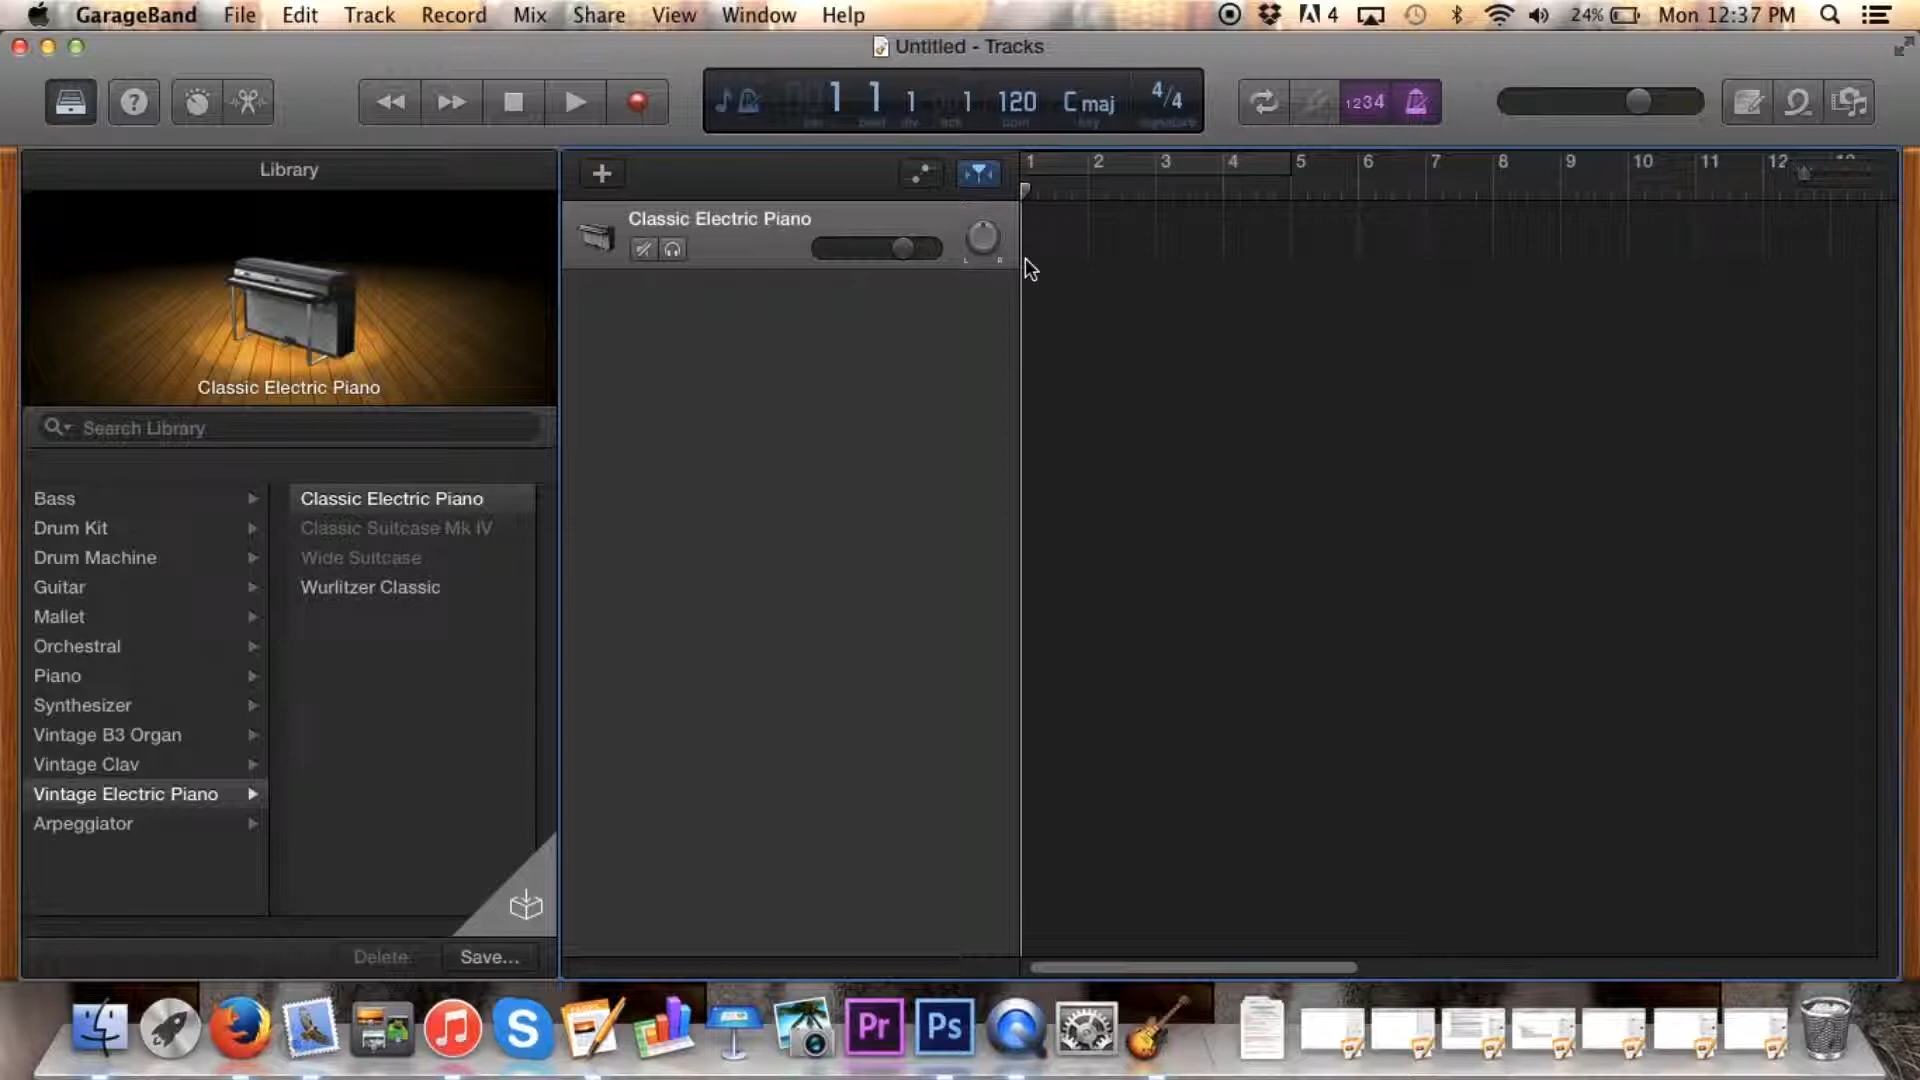 GarageBand File Edit Track Record Mix Share View Window Help 4 24% Mon 12:37 PM
Untitled - Tracks
1 1 1 1 120 C maj 4/4
1234
Library
1 2 3 4 5 6 7 8 9 10 11 12
Classic Electric Piano
L R
Classic Electric Piano
Search Library
Bass
Drum Kit
Drum Machine
Guitar
Mallet
Orchestral
Piano
Synthesizer
Vintage B3 Organ
Vintage Clav
Vintage Electric Piano
Arpeggiator
Classic Electric Piano
Classic Suitcase Mk IV
Wide Suitcase
Wurlitzer Classic
Delete
Save...
S
Pr
Ps